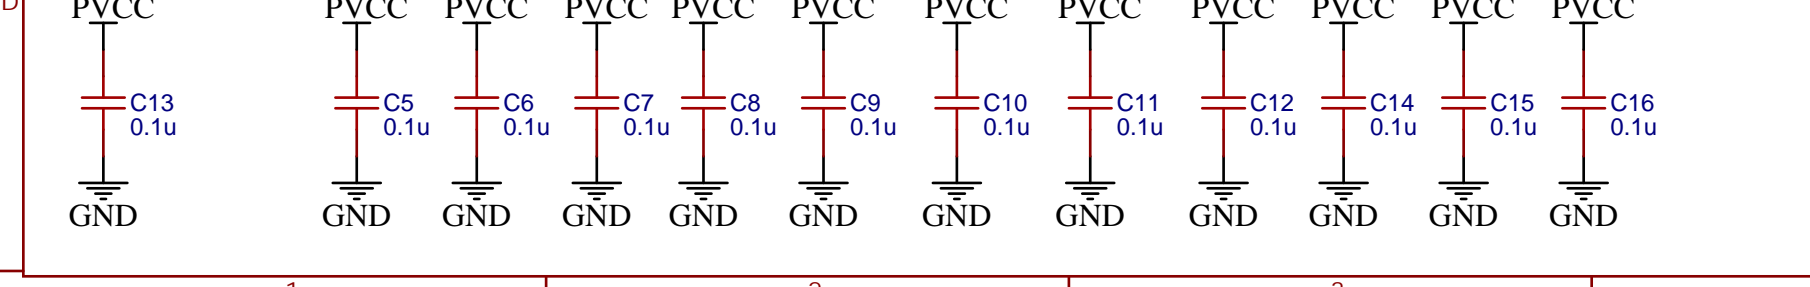 D
PVCC PVCC PVCC PVCC PVCC PVCC PVCC PVCC PVCC PVCC PVCC PVCC
C13 C5 C6 C7 C8 C9 C10 C11 C12 C14 C15 C16
0.1u 0.1u 0.1u 0.1u 0.1u 0.1u 0.1u 0.1u 0.1u 0.1u 0.1u 0.1u
GND GND GND GND GND GND GND GND GND GND GND GND